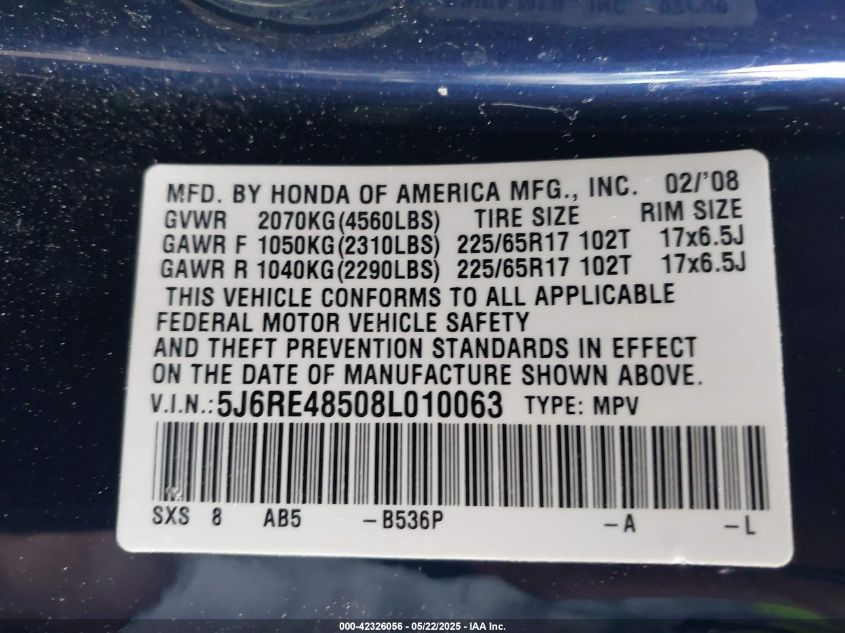 MFD. BY HONDA OF AMERICA MFG., INC. 02/'08
GVWR 2070KG(4560LBS) TIRE SIZE RIM SIZE
GAWR F 1050KG(2310LBS) 225/65R17 102T 17x6.5J
GAWR R 1040KG(2290LBS) 225/65R17 102T 17x6.5J
THIS VEHICLE CONFORMS TO ALL APPLICABLE
FEDERAL MOTOR VEHICLE SAFETY
AND THEFT PREVENTION STANDARDS IN EFFECT
ON THE DATE OF MANUFACTURE SHOWN ABOVE.
V.I.N.:5J6RE48508L010063 TYPE: MPV
SXS 8 AB5 -B536P -A -L
000-42326056 - 05/22/2025 - IAA Inc.